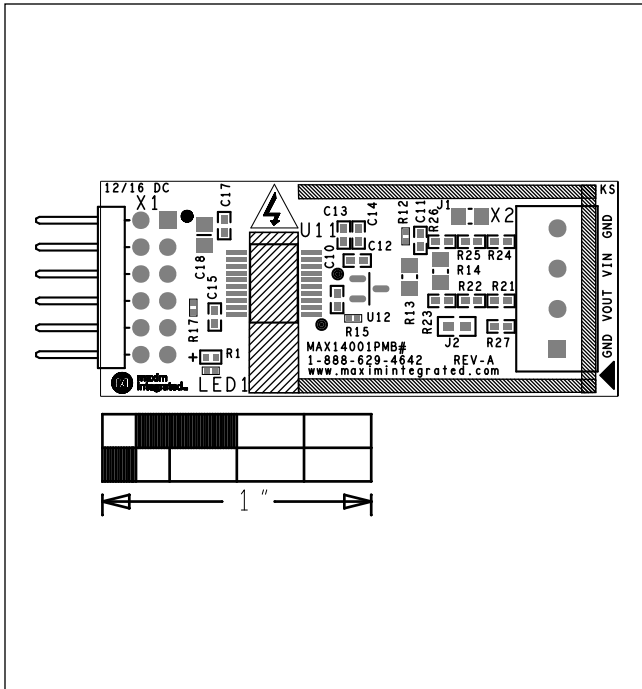 12/16 DC
KS
X1
C17
U11
C13
C14
C12
C10
R12
C11
R26
J1
X2
GND
C18
R25
R24
VIN
R14
C15
R17
U12
R13
R23
R22
R21
VOUT
R15
R1
+
J2
R27
GND
MAX14001PMB#
1-888-629-4642
REV-A
www.maximintegrated.com
maxim
integrated™
LED1
1 "